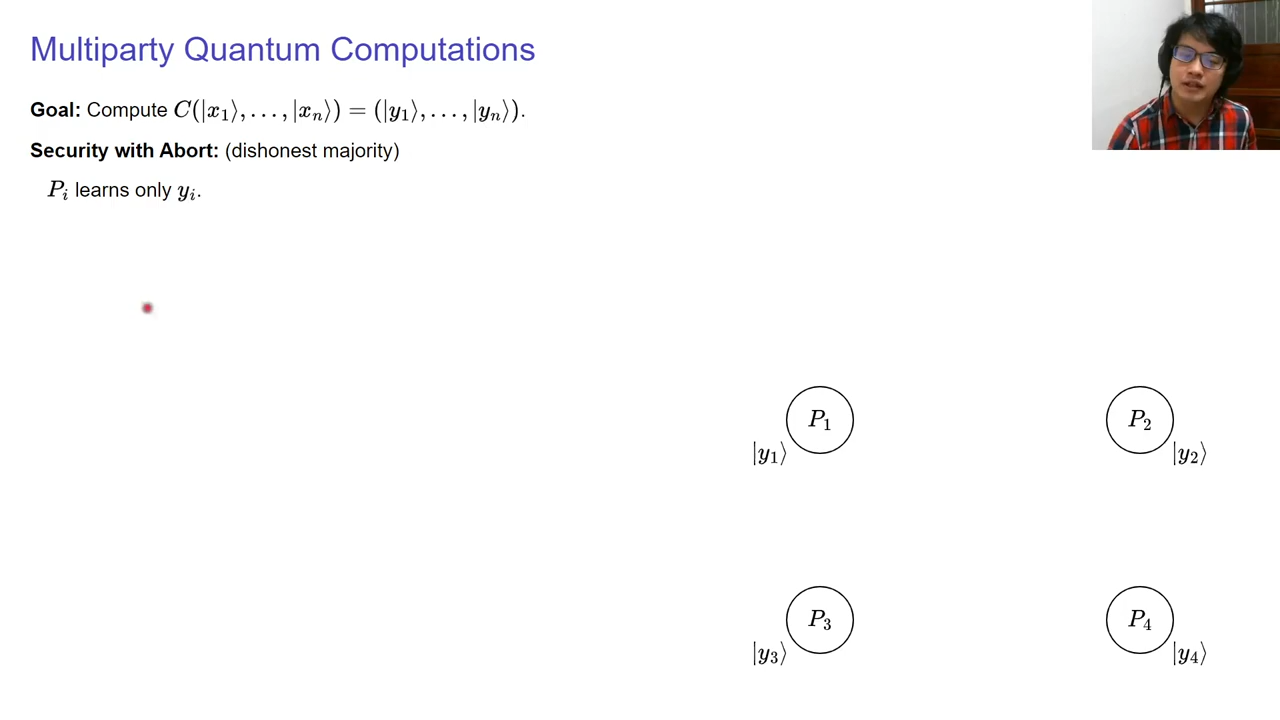 Multiparty Quantum Computations
Goal: Compute C(|x₁⟩, . . . , |xₙ⟩) = (|y₁⟩, . . . , |yₙ⟩).
Security with Abort: (dishonest majority)
Pᵢ learns only yᵢ.
P₁
P₂
|y₁⟩
|y₂⟩
P₃
P₄
|y₃⟩
|y₄⟩